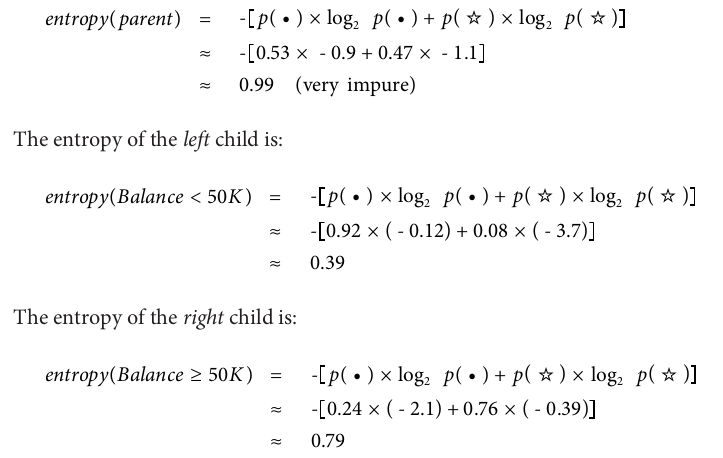 entropy(parent) = -[p( • ) × log₂ p( • ) + p( ☆ ) × log₂ p( ☆ )]
≈ -[0.53 × - 0.9 + 0.47 × - 1.1]
≈ 0.99 (very impure)
The entropy of the left child is:
entropy(Balance < 50K) = -[p( • ) × log₂ p( • ) + p( ☆ ) × log₂ p( ☆ )]
≈ -[0.92 × ( - 0.12) + 0.08 × ( - 3.7)]
≈ 0.39
The entropy of the right child is:
entropy(Balance ≥ 50K) = -[p( • ) × log₂ p( • ) + p( ☆ ) × log₂ p( ☆ )]
≈ -[0.24 × ( - 2.1) + 0.76 × ( - 0.39)]
≈ 0.79